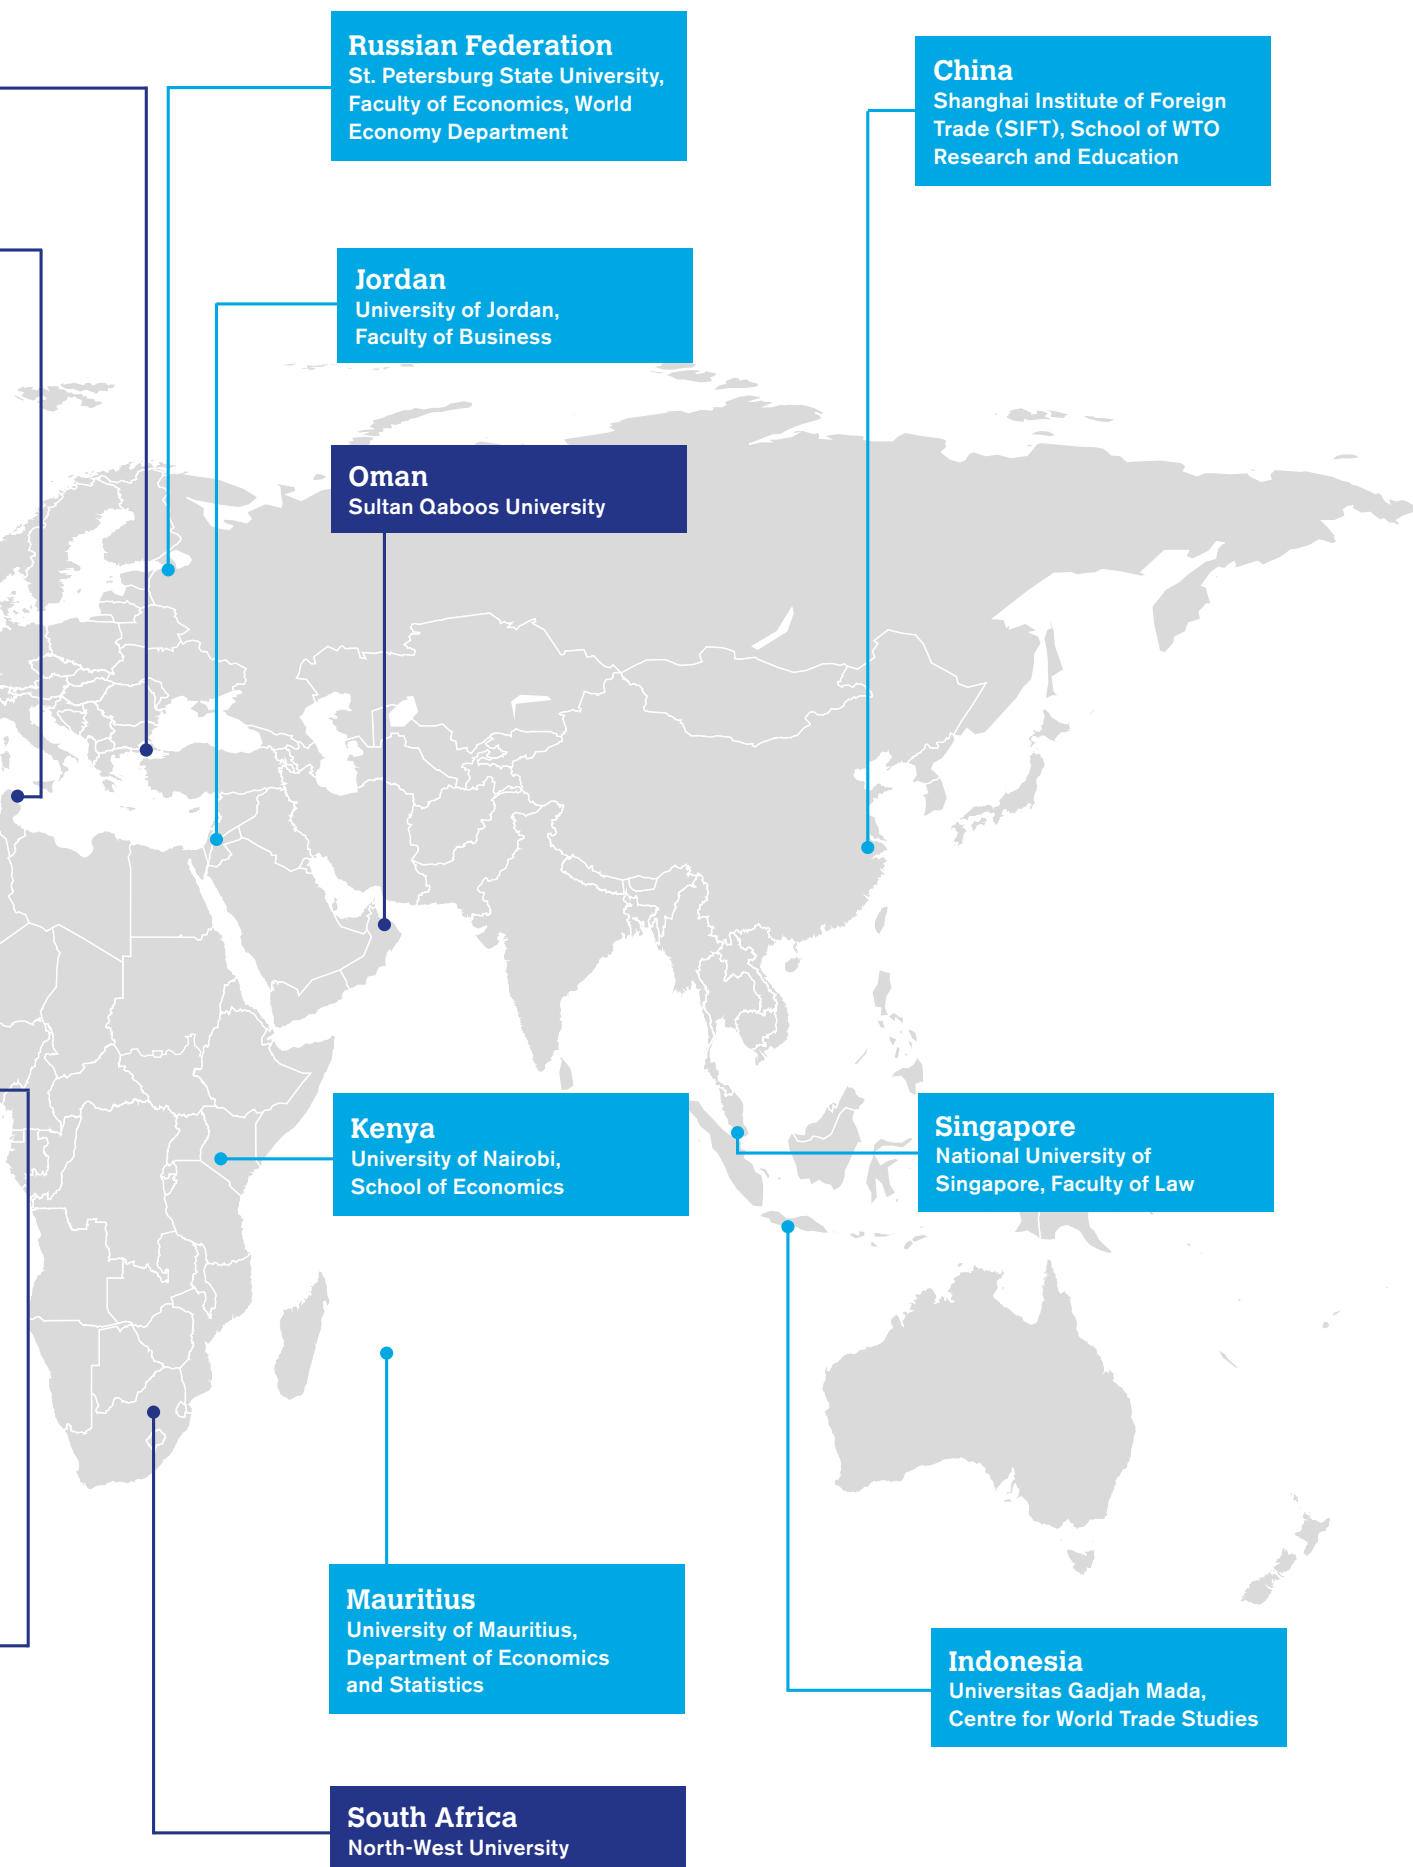 Russian Federation
St. Petersburg State University,
Faculty of Economics, World
Economy Department
China
Shanghai Institute of Foreign
Trade (SIFT), School of WTO
Research and Education
Jordan
University of Jordan,
Faculty of Business
Oman
Sultan Qaboos University
Kenya
University of Nairobi,
School of Economics
Singapore
National University of
Singapore, Faculty of Law
Mauritius
University of Mauritius,
Department of Economics
and Statistics
Indonesia
Universitas Gadjah Mada,
Centre for World Trade Studies
South Africa
North-West University